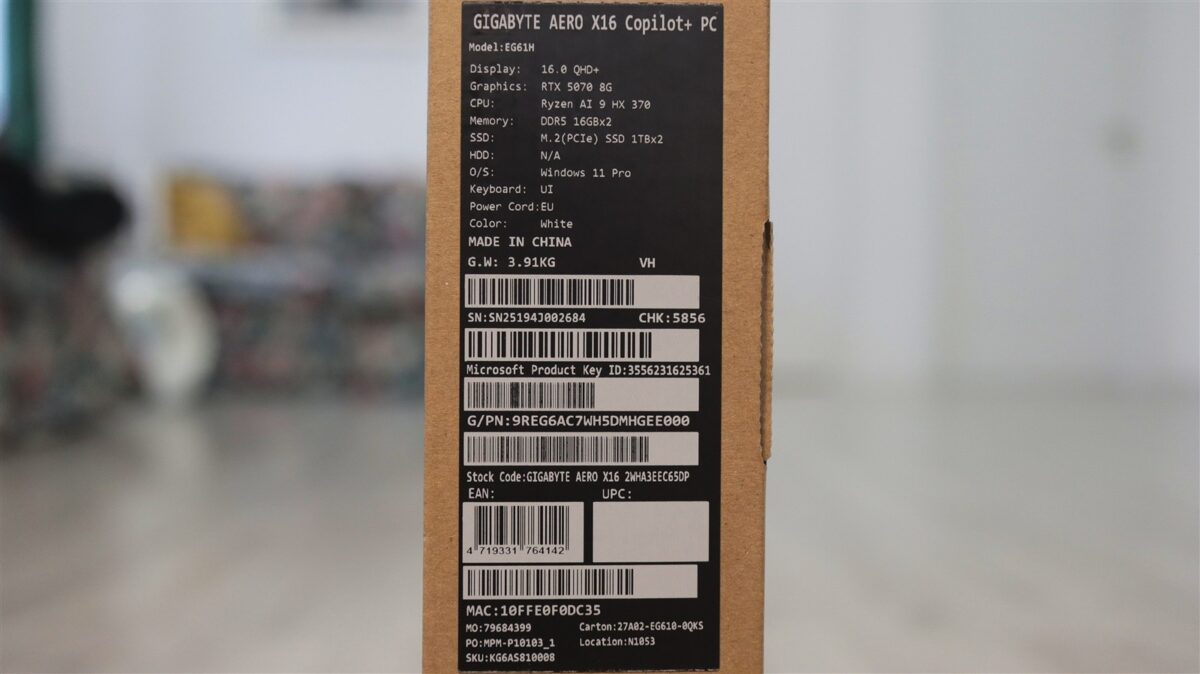 GIGABYTE AERO X16 Copilot+ PC
Model:EG61H
Display: 16.0 QHD+
Graphics: RTX 5070 8G
CPU: Ryzen AI 9 HX 370
Memory: DDR5 16GBx2
SSD: M.2(PCIe) SSD 1TBx2
HDD: N/A
O/S: Windows 11 Pro
Keyboard: UI
Power Cord:EU
Color: White
MADE IN CHINA
G.W: 3.91KG VH
SN:SN25194J002684 CHK:5856
Microsoft Product Key ID:3556231625361
G/PN:9REG6AC7WH5DMHGEE000
Stock Code:GIGABYTE AERO X16 2WHA3EEC65DP
EAN: UPC:
4 719331 764142
MAC:10FFE0F0DC35
MO:79684399 Carton:27A02-EG610-0QKS
PO:MPM-P10103_1 Location:N1053
SKU:KG6AS810008